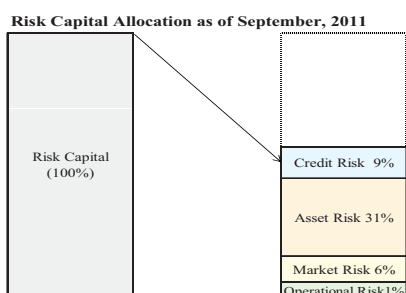 Risk Capital Allocation as of September, 2011
Risk Capital
(100%)
Credit Risk 9%
Asset Risk 31%
Market Risk 6%
Operational Risk1%